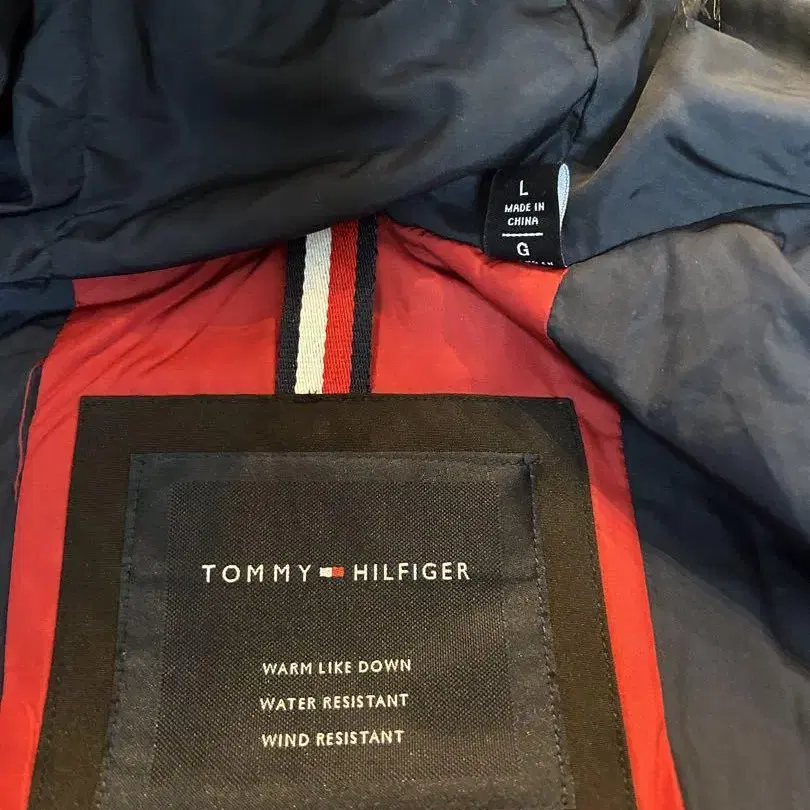 L
MADE IN
CHINA
G
TOMMY HILFIGER
WARM LIKE DOWN
WATER RESISTANT
WIND RESISTANT